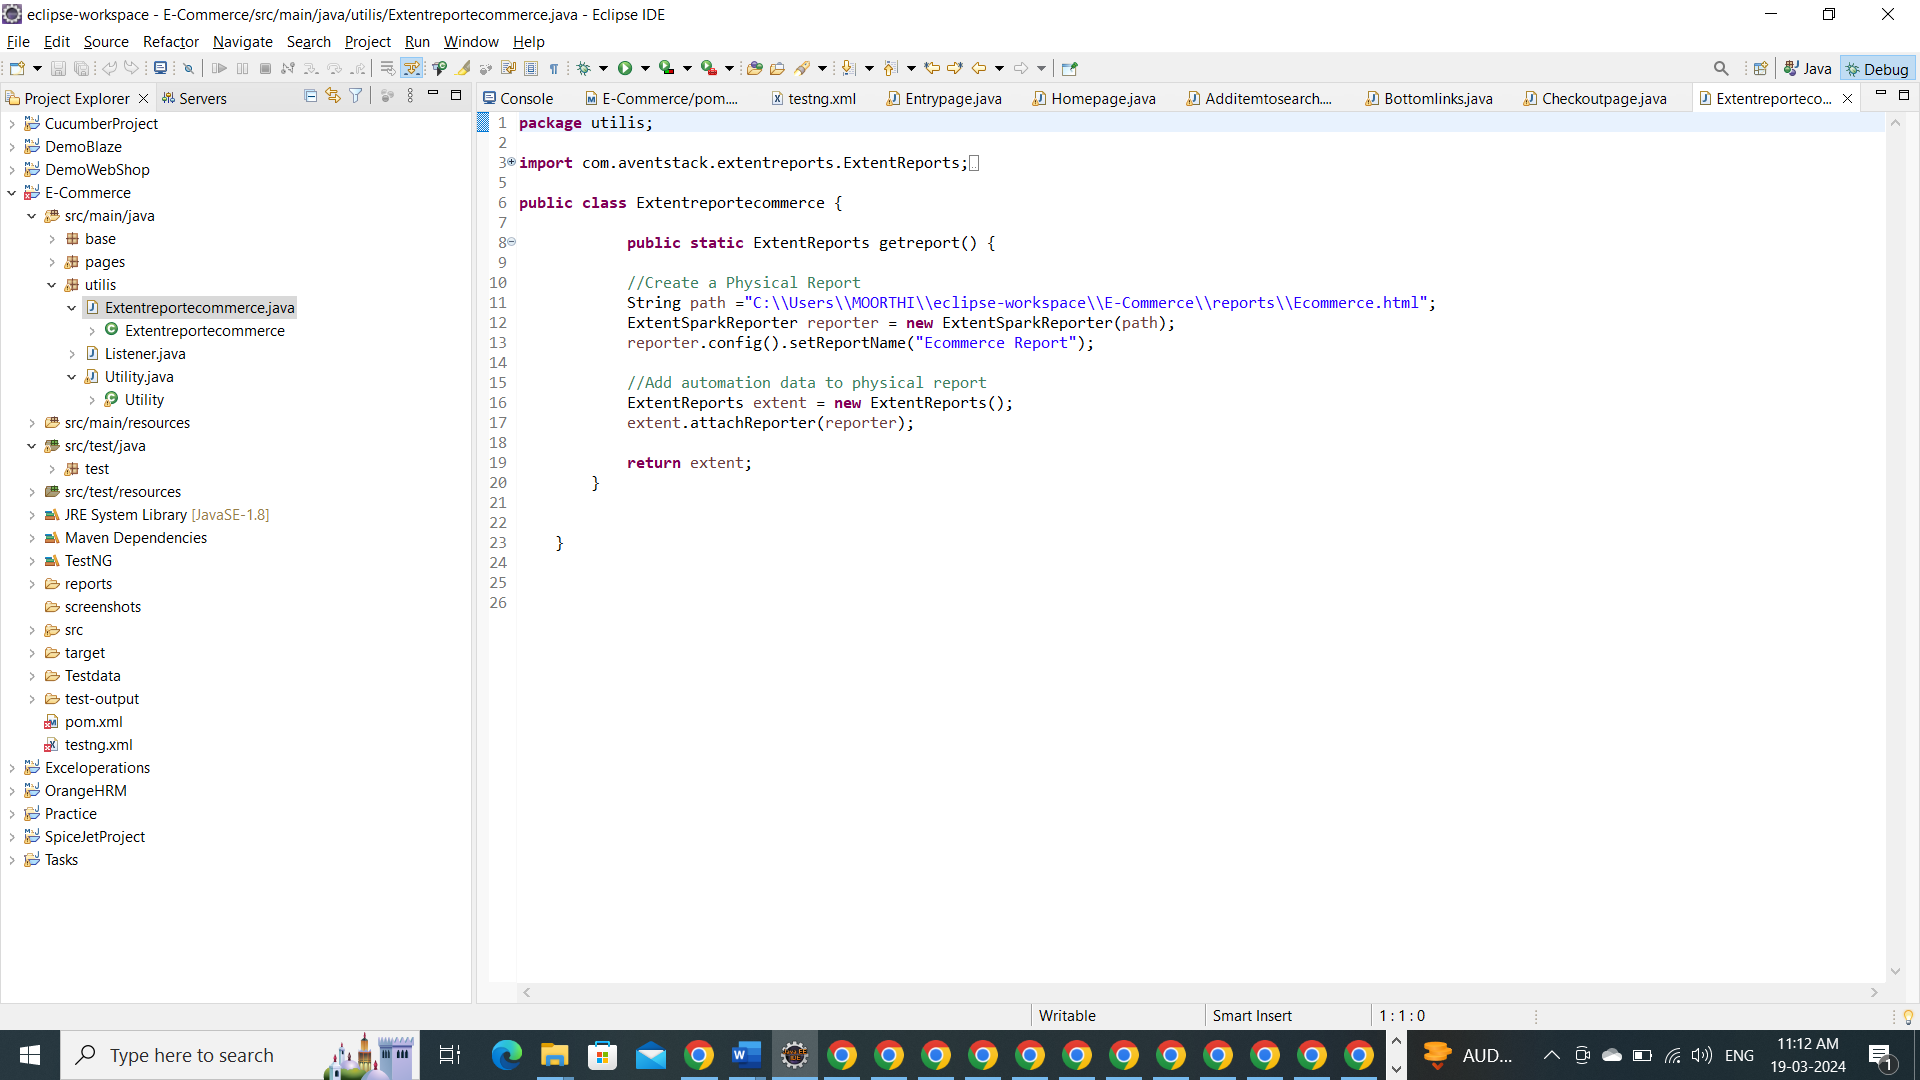 eclipse-workspace - E-Commerce/src/main/java/utilis/Extentreportecommerce.java - Eclipse IDE
File Edit Source Refactor Navigate Search Project Run Window Help
Java Debug
Project Explorer Servers
Console E-Commerce/pom.... testng.xml Entrypage.java Homepage.java Additemtosearch.... Bottomlinks.java Checkoutpage.java Extentreporteco...
CucumberProject
DemoBlaze
DemoWebShop
E-Commerce
src/main/java
base
pages
utilis
Extentreportecommerce.java
Extentreportecommerce
Listener.java
Utility.java
Utility
src/main/resources
src/test/java
test
src/test/resources
JRE System Library [JavaSE-1.8]
Maven Dependencies
TestNG
reports
screenshots
src
target
Testdata
test-output
pom.xml
testng.xml
Exceloperations
OrangeHRM
Practice
SpiceJetProject
Tasks
1 package utilis;
2
3 import com.aventstack.extentreports.ExtentReports;
5
6 public class Extentreportecommerce {
7
8 public static ExtentReports getreport() {
9
10 //Create a Physical Report
11 String path ="C:\\Users\\MOORTHI\\eclipse-workspace\\E-Commerce\\reports\\Ecommerce.html";
12 ExtentSparkReporter reporter = new ExtentSparkReporter(path);
13 reporter.config().setReportName("Ecommerce Report");
14
15 //Add automation data to physical report
16 ExtentReports extent = new ExtentReports();
17 extent.attachReporter(reporter);
18
19 return extent;
20 }
21
22
23 }
24
25
26
Writable Smart Insert 1 : 1 : 0
Type here to search
AUD... ENG
11:12 AM
19-03-2024
1